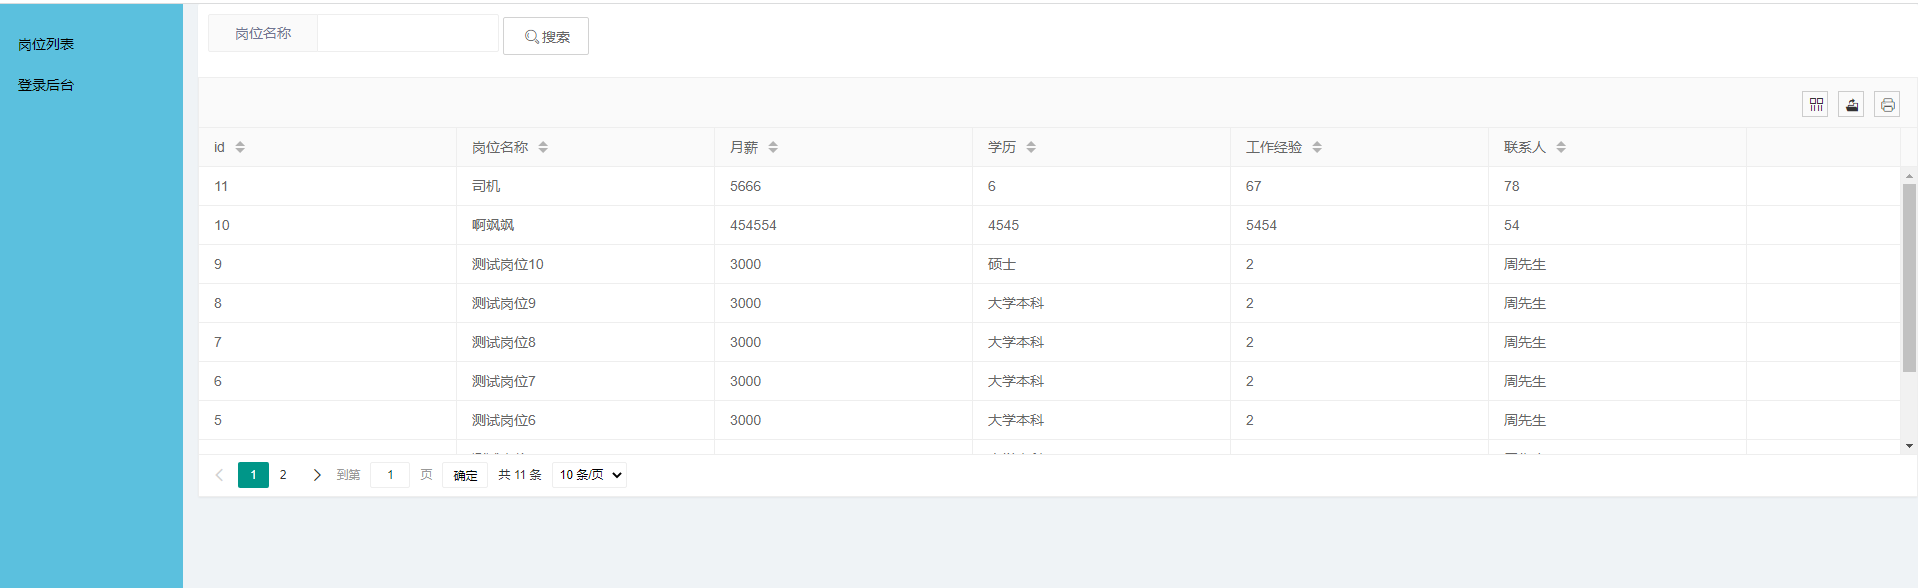 岗位列表
登录后台
岗位名称 搜索
id 岗位名称 月薪 学历 工作经验 联系人
11 司机 5666 6 67 78
10 啊飒飒 454554 4545 5454 54
9 测试岗位10 3000 硕士 2 周先生
8 测试岗位9 3000 大学本科 2 周先生
7 测试岗位8 3000 大学本科 2 周先生
6 测试岗位7 3000 大学本科 2 周先生
5 测试岗位6 3000 大学本科 2 周先生
1 2 到第 1 页 确定 共 11 条 10 条/页